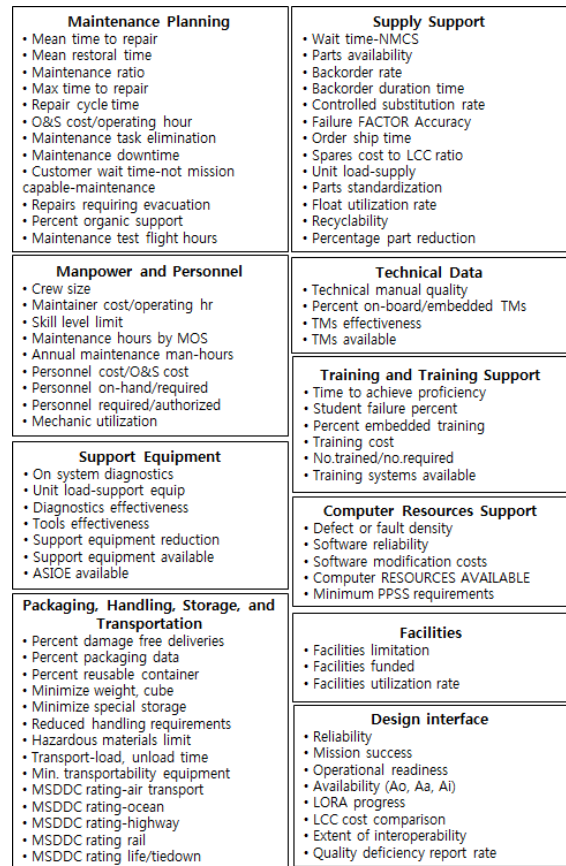 Maintenance Planning
• Mean time to repair
• Mean restoral time
• Maintenance ratio
• Max time to repair
• Repair cycle time
• O&S cost/operating hour
• Maintenance task elimination
• Maintenance downtime
• Customer wait time-not mission
capable-maintenance
• Repairs requiring evacuation
• Percent organic support
• Maintenance test flight hours
Manpower and Personnel
• Crew size
• Maintainer cost/operating hr
• Skill level limit
• Maintenance hours by MOS
• Annual maintenance man-hours
• Personnel cost/O&S cost
• Personnel on-hand/required
• Personnel required/authorized
• Mechanic utilization
Support Equipment
• On system diagnostics
• Unit load-support equip
• Diagnostics effectiveness
• Tools effectiveness
• Support equipment reduction
• Support equipment available
• ASIOE available
Packaging, Handling, Storage, and
Transportation
• Percent damage free deliveries
• Percent packaging data
• Percent reusable container
• Minimize weight, cube
• Minimize special storage
• Reduced handling requirements
• Hazardous materials limit
• Transport-load, unload time
• Min. transportability equipment
• MSDDC rating-air transport
• MSDDC rating-ocean
• MSDDC rating-highway
• MSDDC rating rail
• MSDDC rating life/tiedown
Supply Support
• Wait time-NMCS
• Parts availability
• Backorder rate
• Backorder duration time
• Controlled substitution rate
• Failure FACTOR Accuracy
• Order ship time
• Spares cost to LCC ratio
• Unit load-supply
• Parts standardization
• Float utilization rate
• Recyclability
• Percentage part reduction
Technical Data
• Technical manual quality
• Percent on-board/embedded TMs
• TMs effectiveness
• TMs available
Training and Training Support
• Time to achieve proficiency
• Student failure percent
• Percent embedded training
• Training cost
• No.trained/no.required
• Training systems available
Computer Resources Support
• Defect or fault density
• Software reliability
• Software modification costs
• Computer RESOURCES AVAILABLE
• Minimum PPSS requirements
Facilities
• Facilities limitation
• Facilities funded
• Facilities utilization rate
Design interface
• Reliability
• Mission success
• Operational readiness
• Availability (Ao, Aa, Ai)
• LORA progress
• LCC cost comparison
• Extent of interoperability
• Quality deficiency report rate